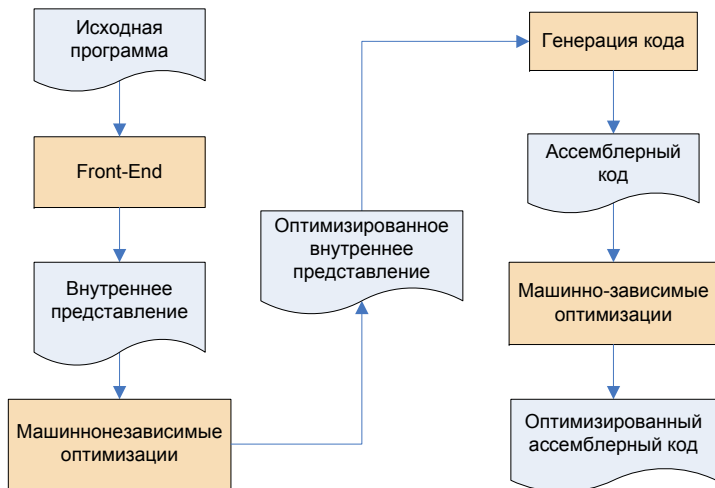 Исходная
программа
Front-End
Внутреннее
представление
Машиннонезависимые
оптимизации
Оптимизированное
внутреннее
представление
Генерация кода
Ассемблерный
код
Машинно-зависимые
оптимизации
Оптимизированный
ассемблерный код